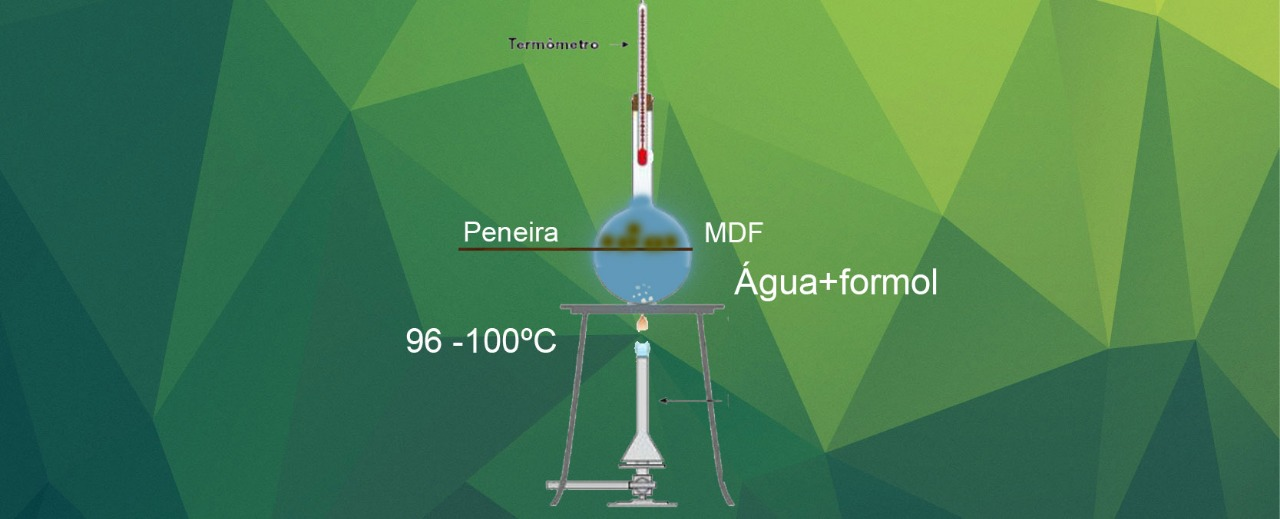 Termômetro
Peneira
MDF
Água+formol
96 -100ºC